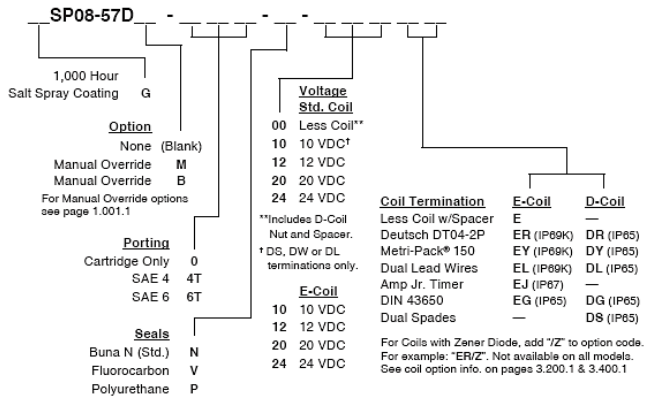 __SP08-57D__ - ______ - __ - ______ ____
1,000 Hour
Salt Spray Coating G
Option
None (Blank)
Manual Override M
Manual Override B
For Manual Override options
see page 1.001.1
Porting
Cartridge Only 0
SAE 4 4T
SAE 6 6T
Seals
Buna N (Std.) N
Fluorocarbon V
Polyurethane P
Voltage
Std. Coil
00 Less Coil**
10 10 VDC†
12 12 VDC
20 20 VDC
24 24 VDC
**Includes D-Coil
Nut and Spacer.
† DS, DW or DL
terminations only.
E-Coil
10 10 VDC
12 12 VDC
20 20 VDC
24 24 VDC
Coil Termination E-Coil D-Coil
Less Coil w/Spacer E —
Deutsch DT04-2P ER (IP69K) DR (IP65)
Metri-Pack® 150 EY (IP69K) DY (IP65)
Dual Lead Wires EL (IP69K) DL (IP65)
Amp Jr. Timer EJ (IP67) —
DIN 43650 EG (IP65) DG (IP65)
Dual Spades — DS (IP65)
For Coils with Zener Diode, add "/Z" to option code.
For example: "ER/Z". Not available on all models.
See coil option info. on pages 3.200.1 & 3.400.1